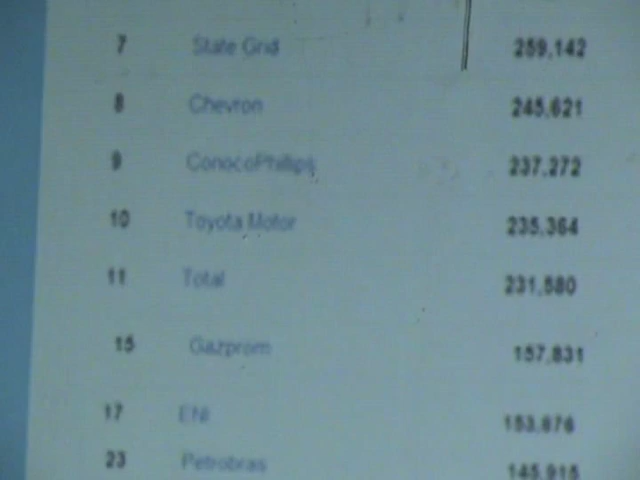 7 State Grid 259,142
8 Chevron 245,621
9 ConocoPhillips 237,272
10 Toyota Motor 235,364
11 Total 231,580
15 Gazprom 157,831
17 ENI 153,676
23 Petrobras 145,915